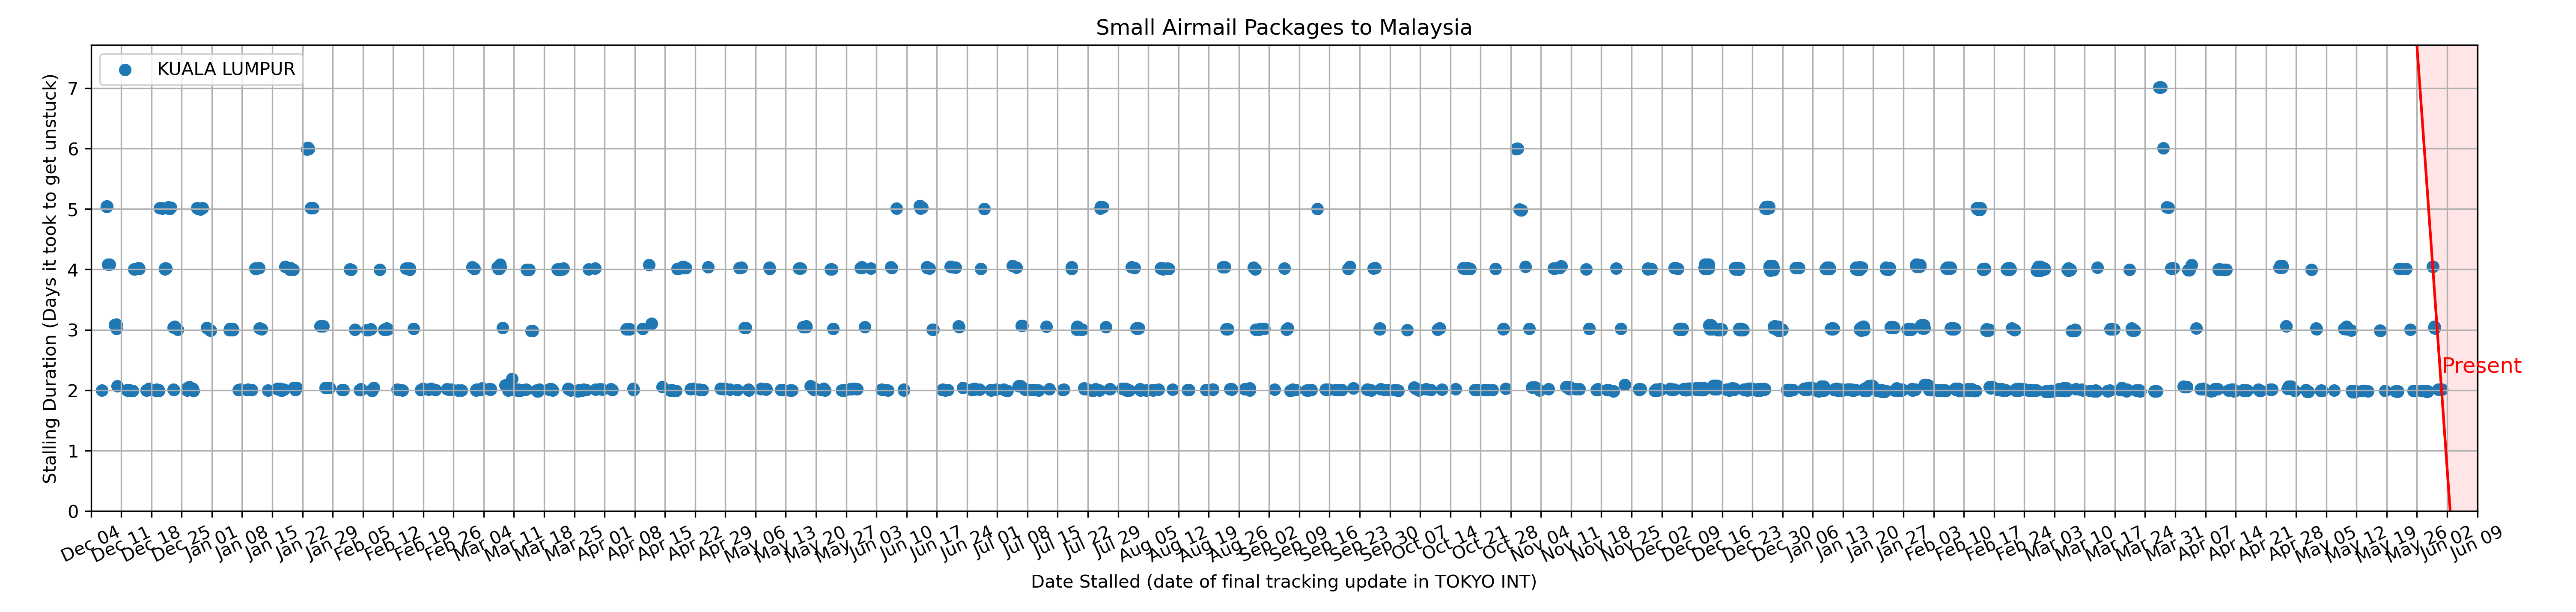 Small Airmail Packages to Malaysia
KUALA LUMPUR
Stalling Duration (Days it took to get unstuck)
7
6
5
4
3
2
1
0
Present
Dec 04 Dec 11 Dec 18 Dec 25 Jan 01 Jan 08 Jan 15 Jan 22 Jan 29 Feb 05 Feb 12 Feb 19 Feb 26 Mar 04 Mar 11 Mar 18 Mar 25 Apr 01 Apr 08 Apr 15 Apr 22 Apr 29 May 06 May 13 May 20 May 27 Jun 03 Jun 10 Jun 17 Jun 24 Jul 01 Jul 08 Jul 15 Jul 22 Jul 29 Aug 05 Aug 12 Aug 19 Aug 26 Sep 02 Sep 09 Sep 16 Sep 23 Sep 30 Oct 07 Oct 14 Oct 21 Oct 28 Nov 04 Nov 11 Nov 18 Nov 25 Dec 02 Dec 09 Dec 16 Dec 23 Dec 30 Jan 06 Jan 13 Jan 20 Jan 27 Feb 03 Feb 10 Feb 17 Feb 24 Mar 03 Mar 10 Mar 17 Mar 24 Mar 31 Apr 07 Apr 14 Apr 21 Apr 28 May 05 May 12 May 19 May 26 Jun 02 Jun 09
Date Stalled (date of final tracking update in TOKYO INT)